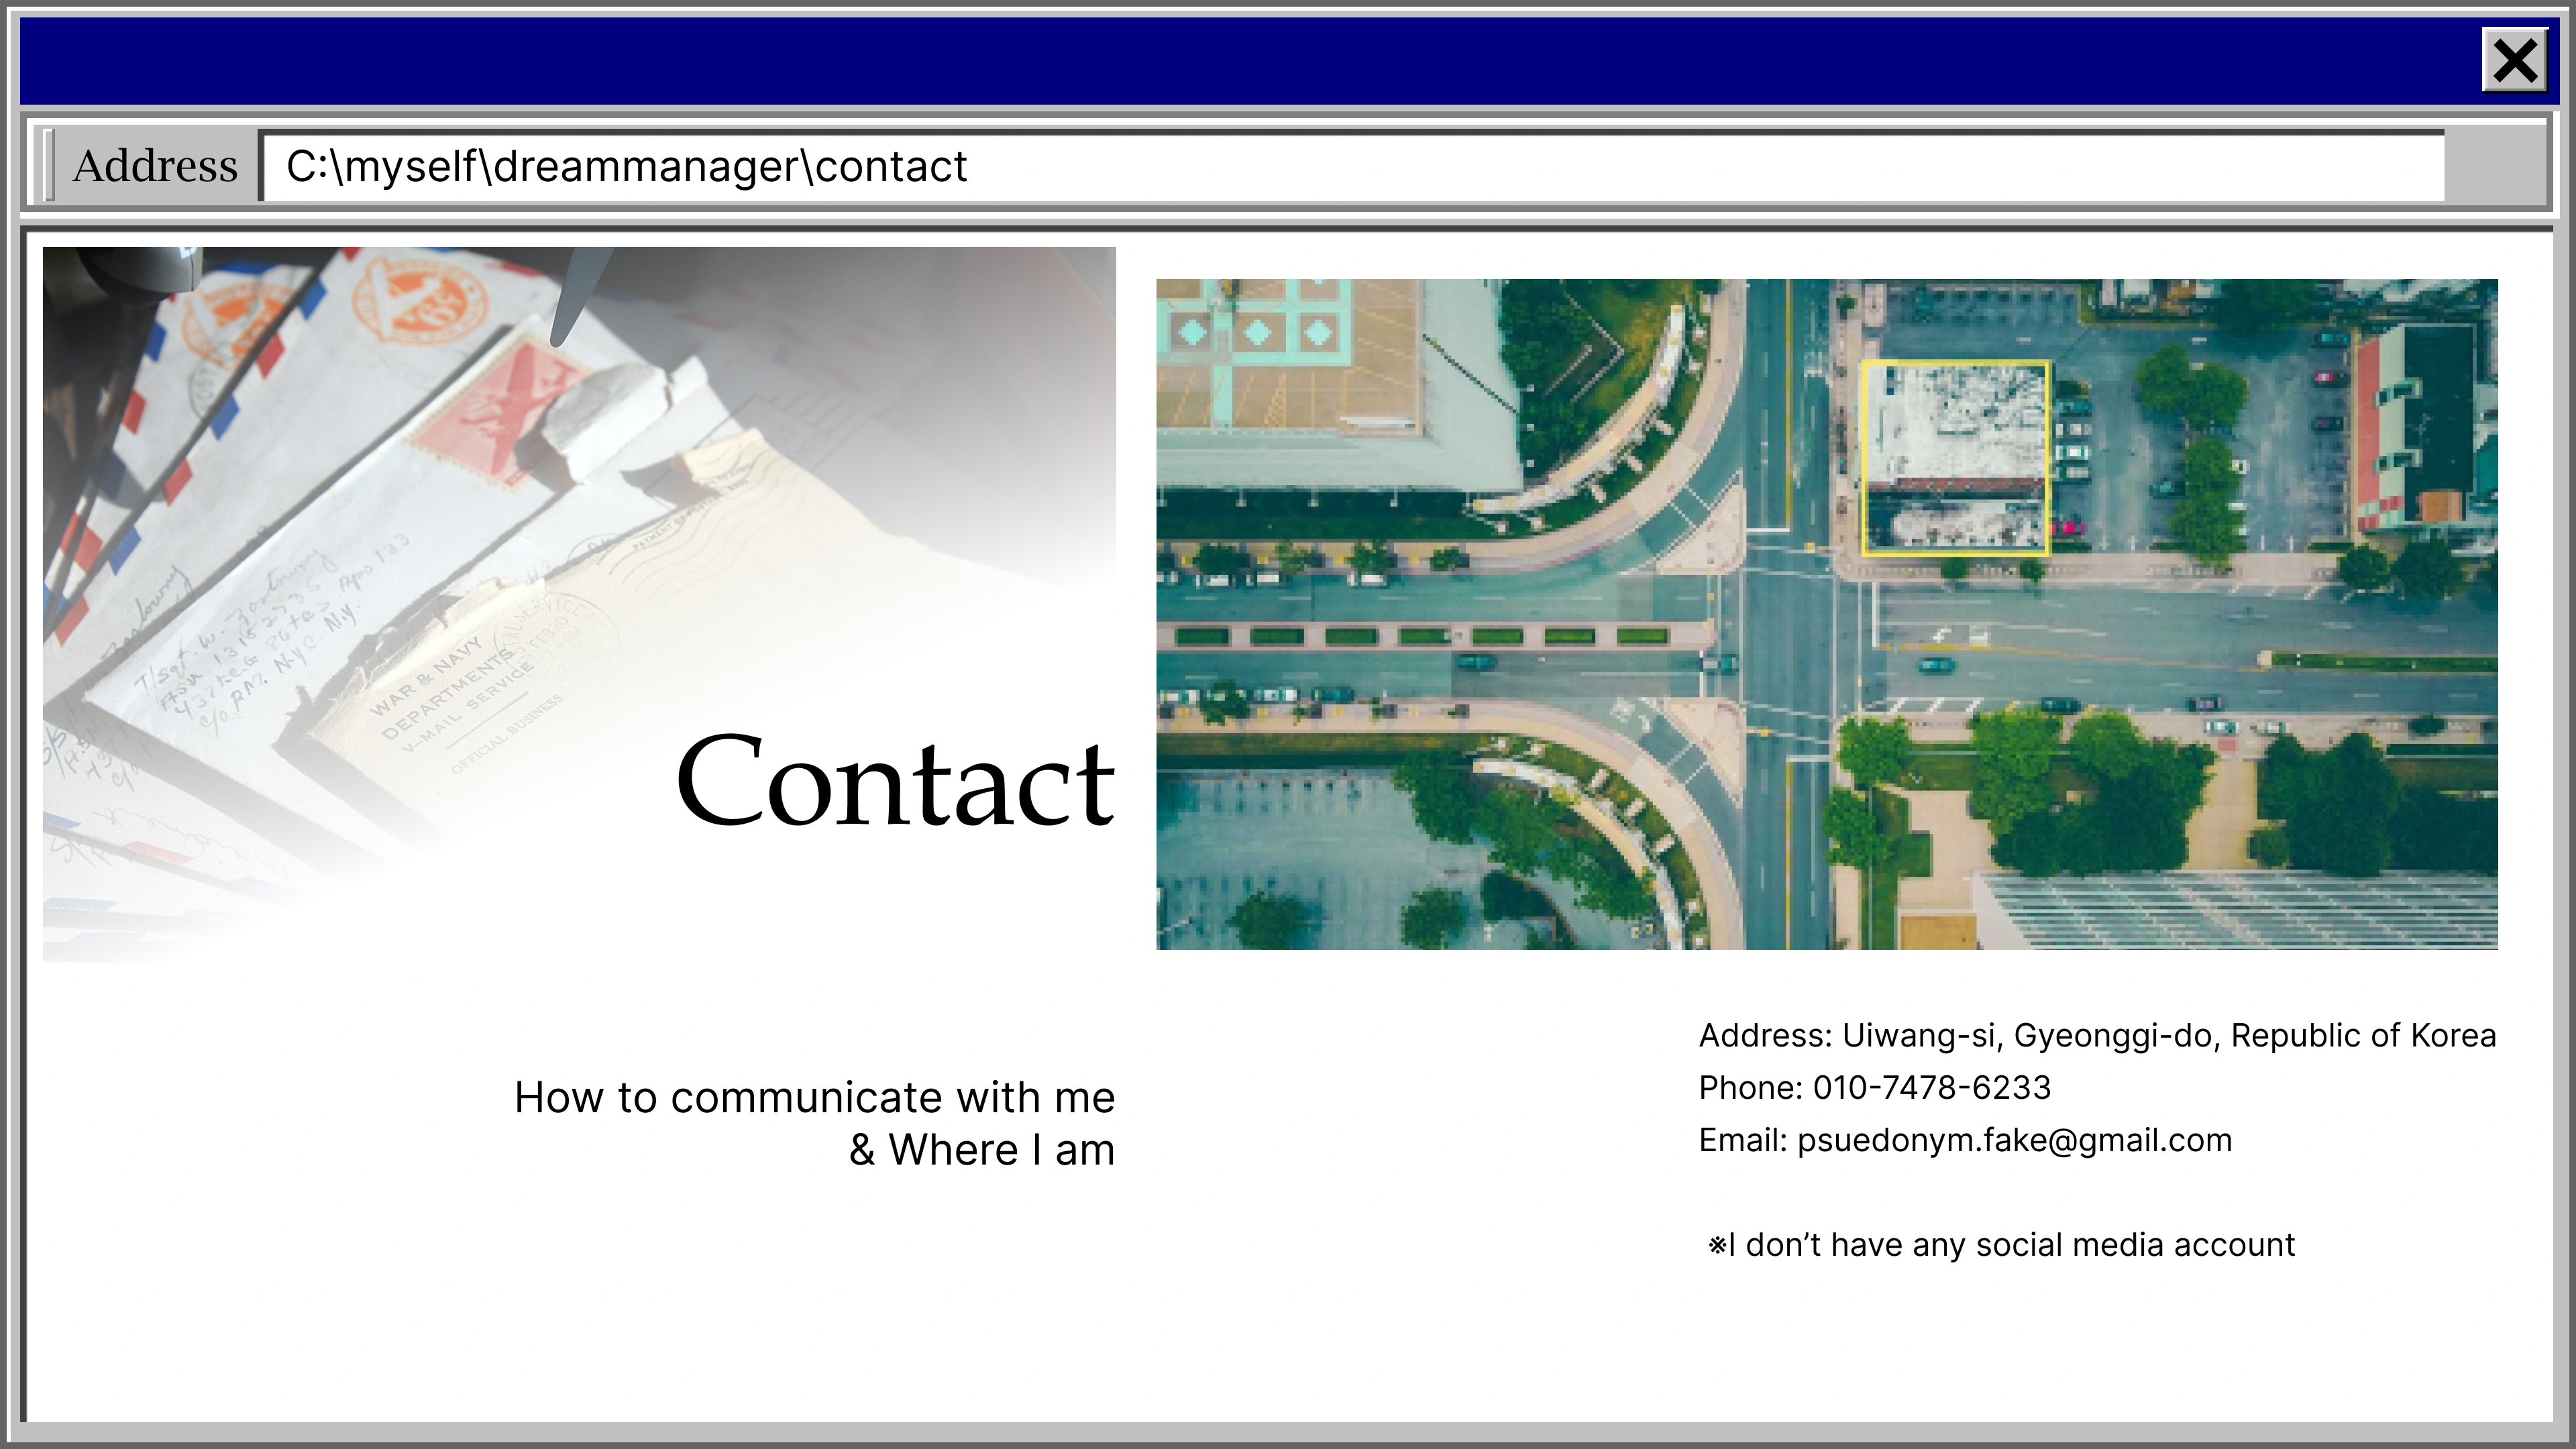 Address
C:\myself\dreammanager\contact
WAR & NAVY
DEPARTMENTS
V-MAIL SERVICE
OFFICIAL BUSINESS
Contact
How to communicate with me
& Where I am
Address: Uiwang-si, Gyeonggi-do, Republic of Korea
Phone: 010-7478-6233
Email: psuedonym.fake@gmail.com
※I don’t have any social media account